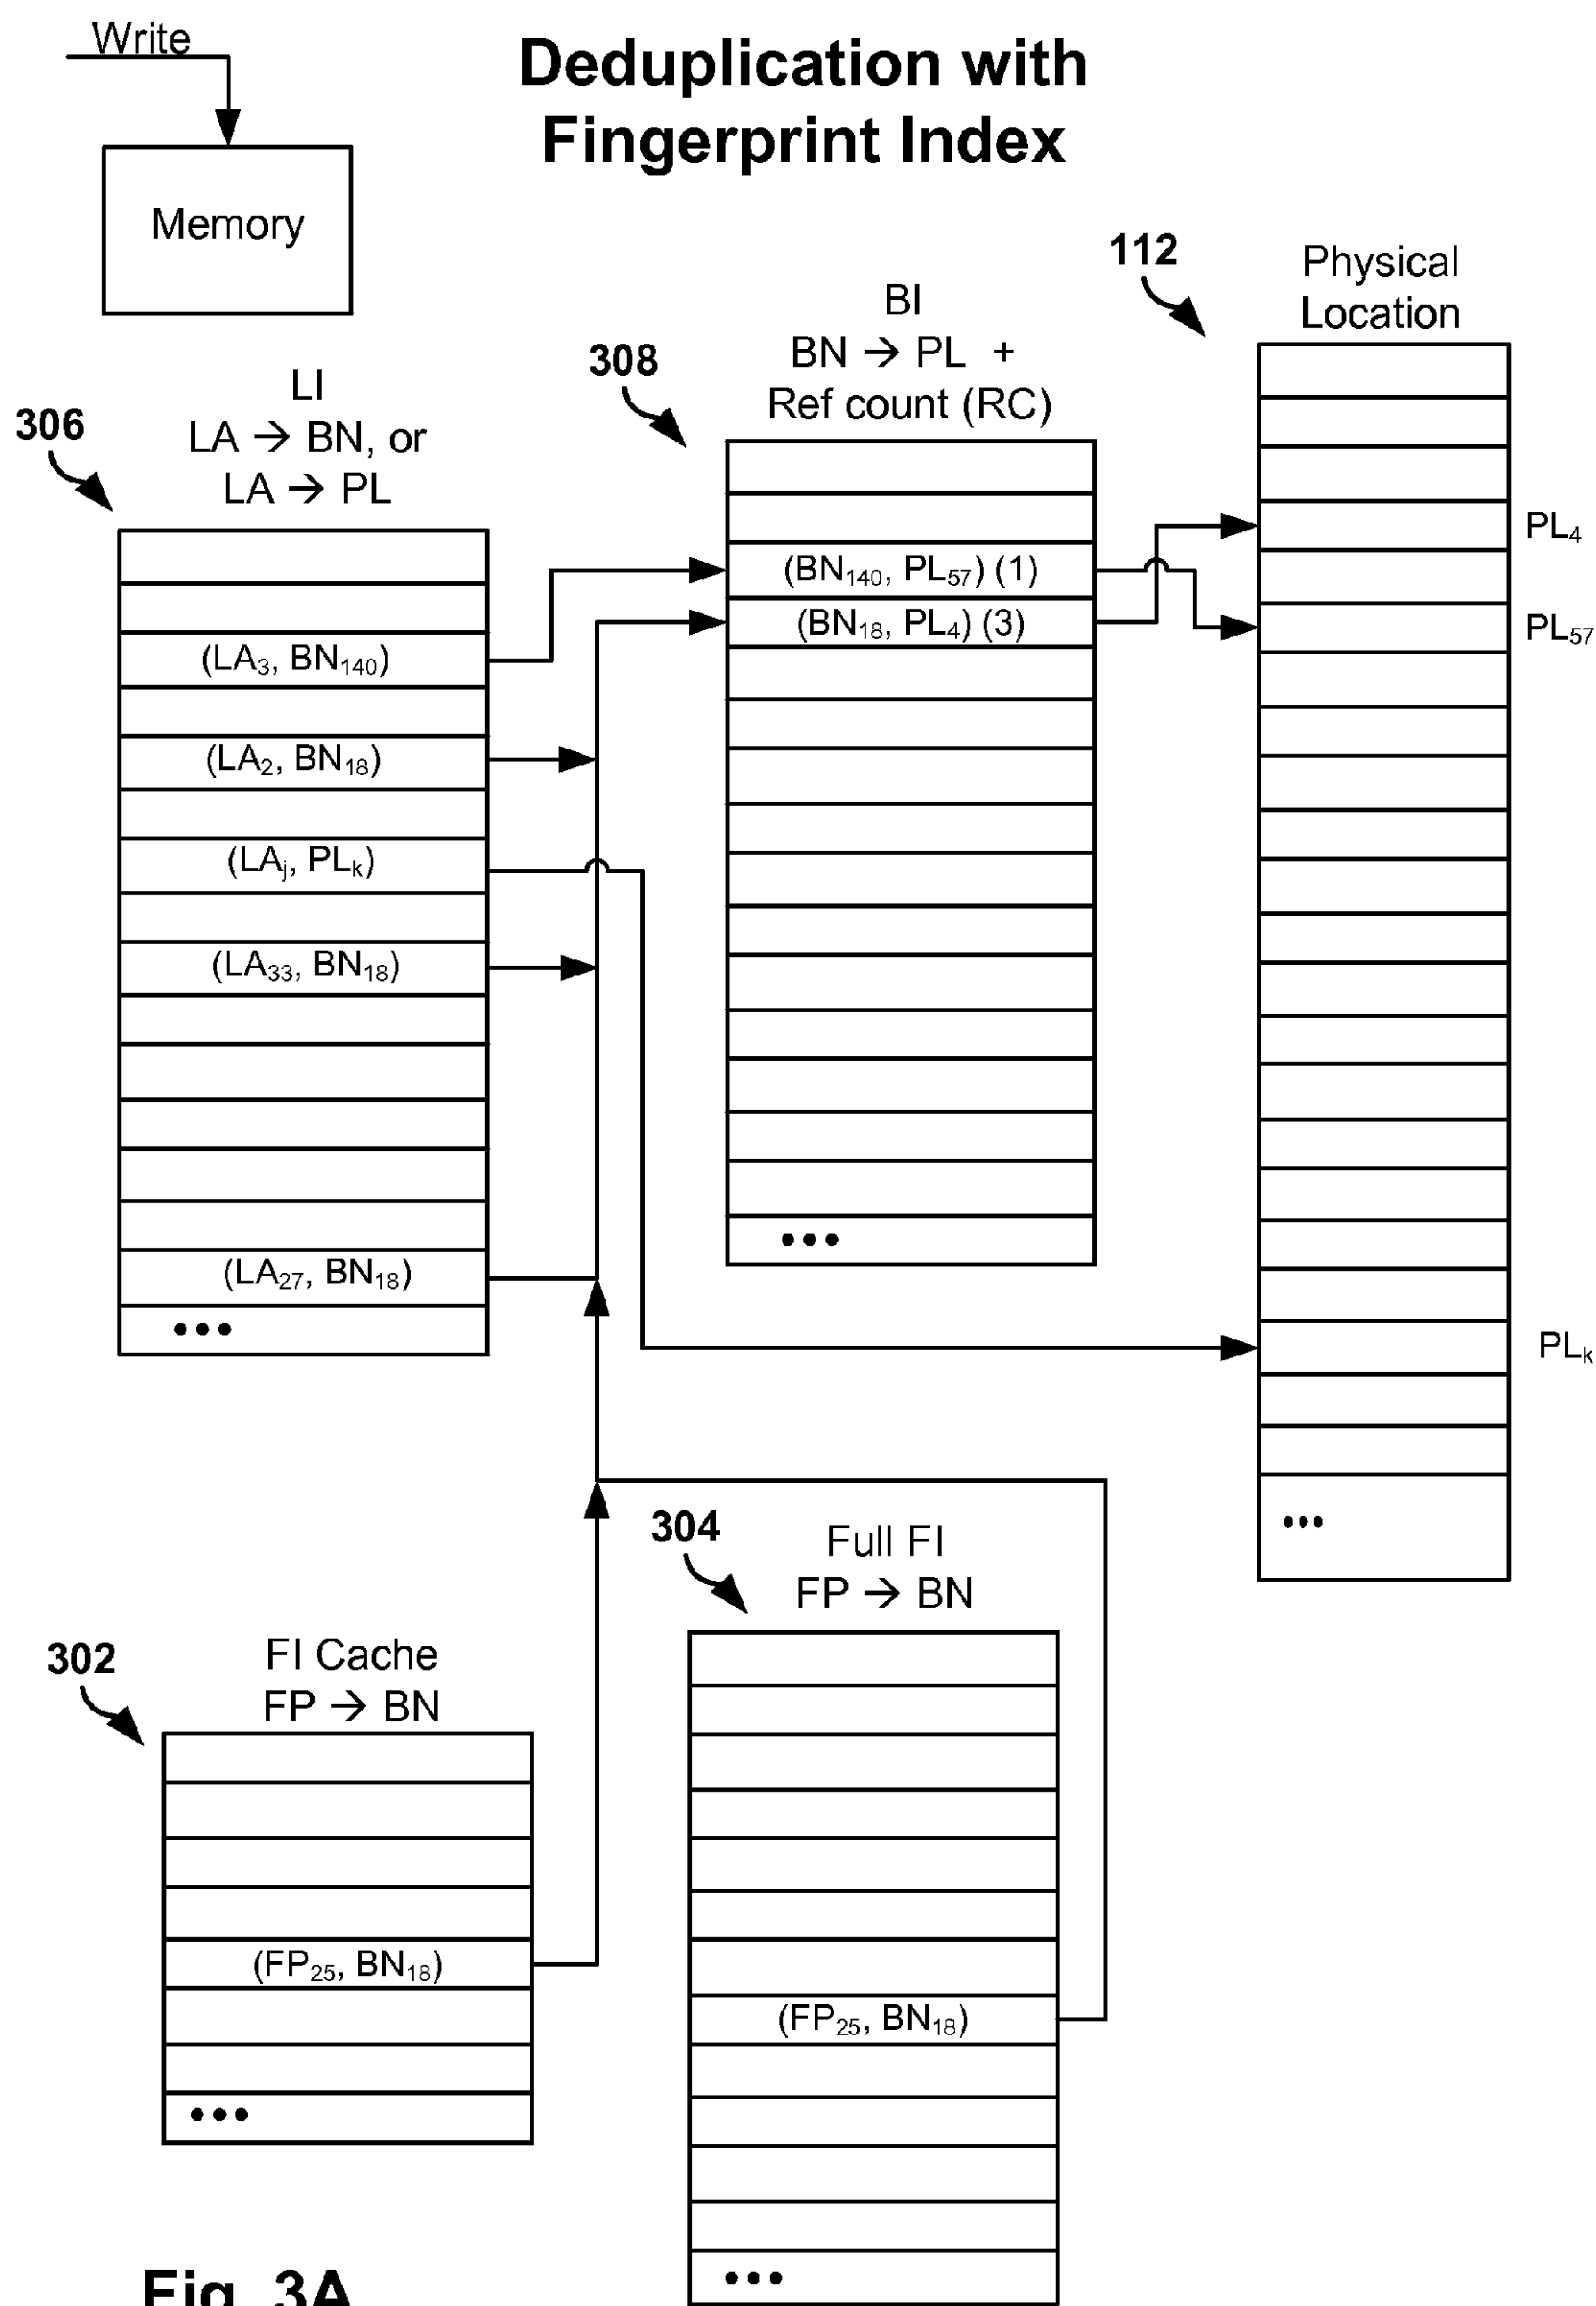 Write
Deduplication with
Fingerprint Index
Memory
112
Physical
Location
BI
BN → PL +
Ref count (RC)
308
LI
LA → BN, or
LA → PL
306
PL₄
(BN₁₄₀, PL₅₇) (1)
(BN₁₈, PL₄) (3)
PL₅₇
(LA₃, BN₁₄₀)
(LA₂, BN₁₈)
(LAⱼ, PLₖ)
(LA₃₃, BN₁₈)
•••
(LA₂₇, BN₁₈)
•••
PLₖ
•••
304
Full FI
FP → BN
302
FI Cache
FP → BN
(FP₂₅, BN₁₈)
(FP₂₅, BN₁₈)
•••
•••
Fig. 3A